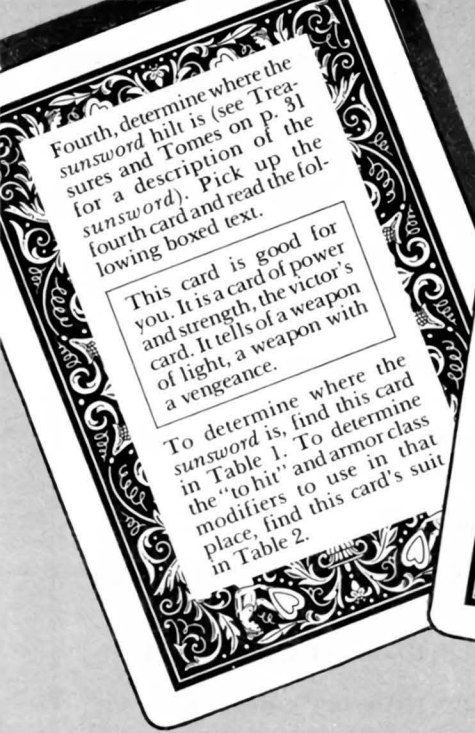 Fourth, determine where the
sunsword hilt is (see Trea-
sures and Tomes on p. 31
for a description of the
sunsword). Pick up the
fourth card and read the fol-
lowing boxed text.
This card is good for
you. It is a card of power
and strength, the victor's
card. It tells of a weapon
of light, a weapon with
a vengeance.
To determine where the
sunsword is, find this card
in Table 1. To determine
the "to hit" and armor class
modifiers to use in that
place, find this card's suit
in Table 2.